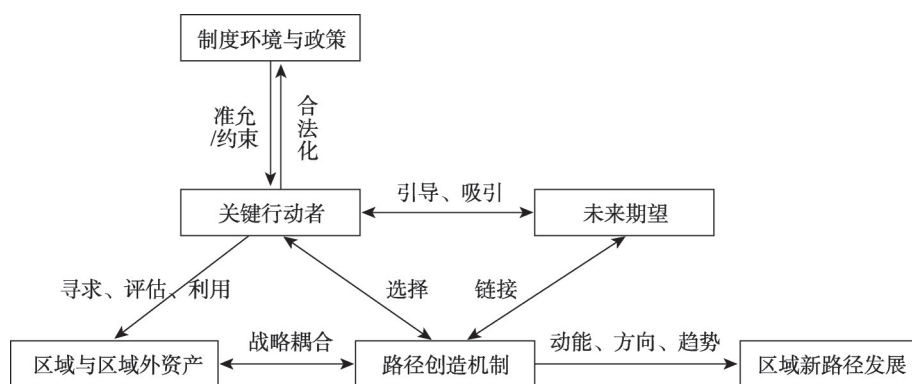 制度环境与政策
准允
/约束
合
法
化
关键行动者
引导、吸引
未来期望
寻求、评估、利用
选择
链接
区域与区域外资产
战略耦合
路径创造机制
动能、方向、趋势
区域新路径发展